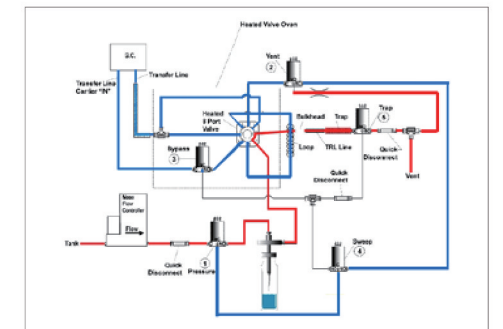 Heated Valve Oven
G.C.
Vent
2
Transfer Line
Transfer Line
Carrier "IN"
Heated
6 Port
Valve
Bulkhead
Trap
Trap
5
Loop
TRL Line
Quick
Disconnect
Bypass
3
Vent
Quick
Disconnect
Mass
Flow
Controller
Flow
Tank
Quick
Disconnect
1
Pressure
Sweep
4